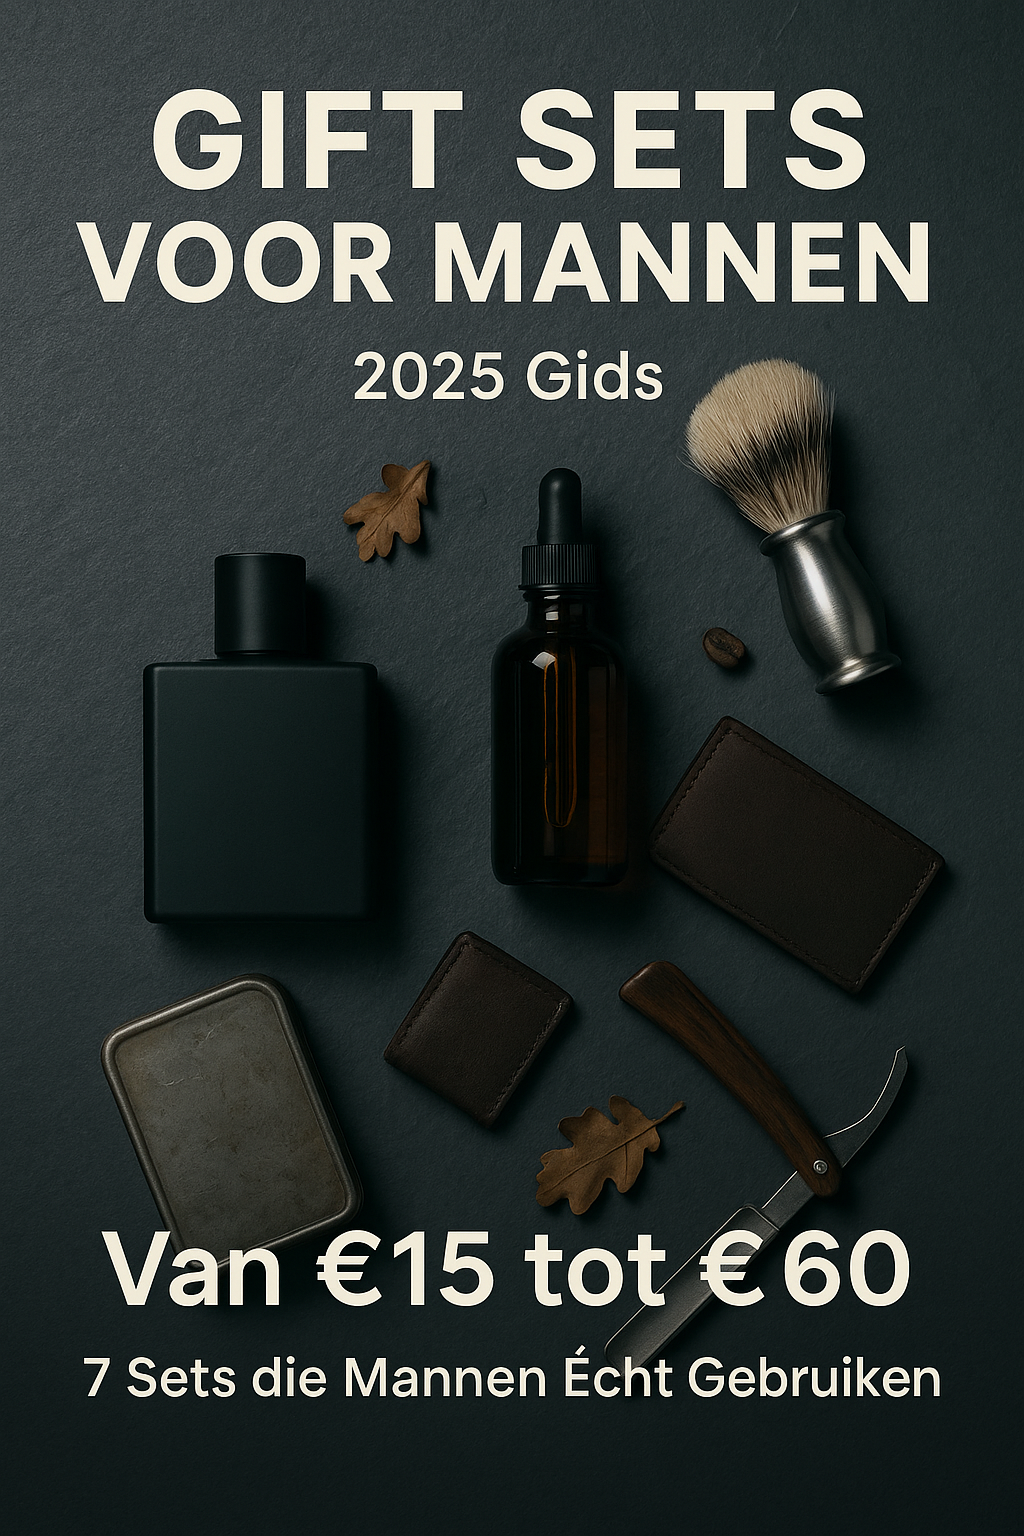 GIFT SETS
VOOR MANNEN
2025 Gids
Van €15 tot €60
7 Sets die Mannen Écht Gebruiken